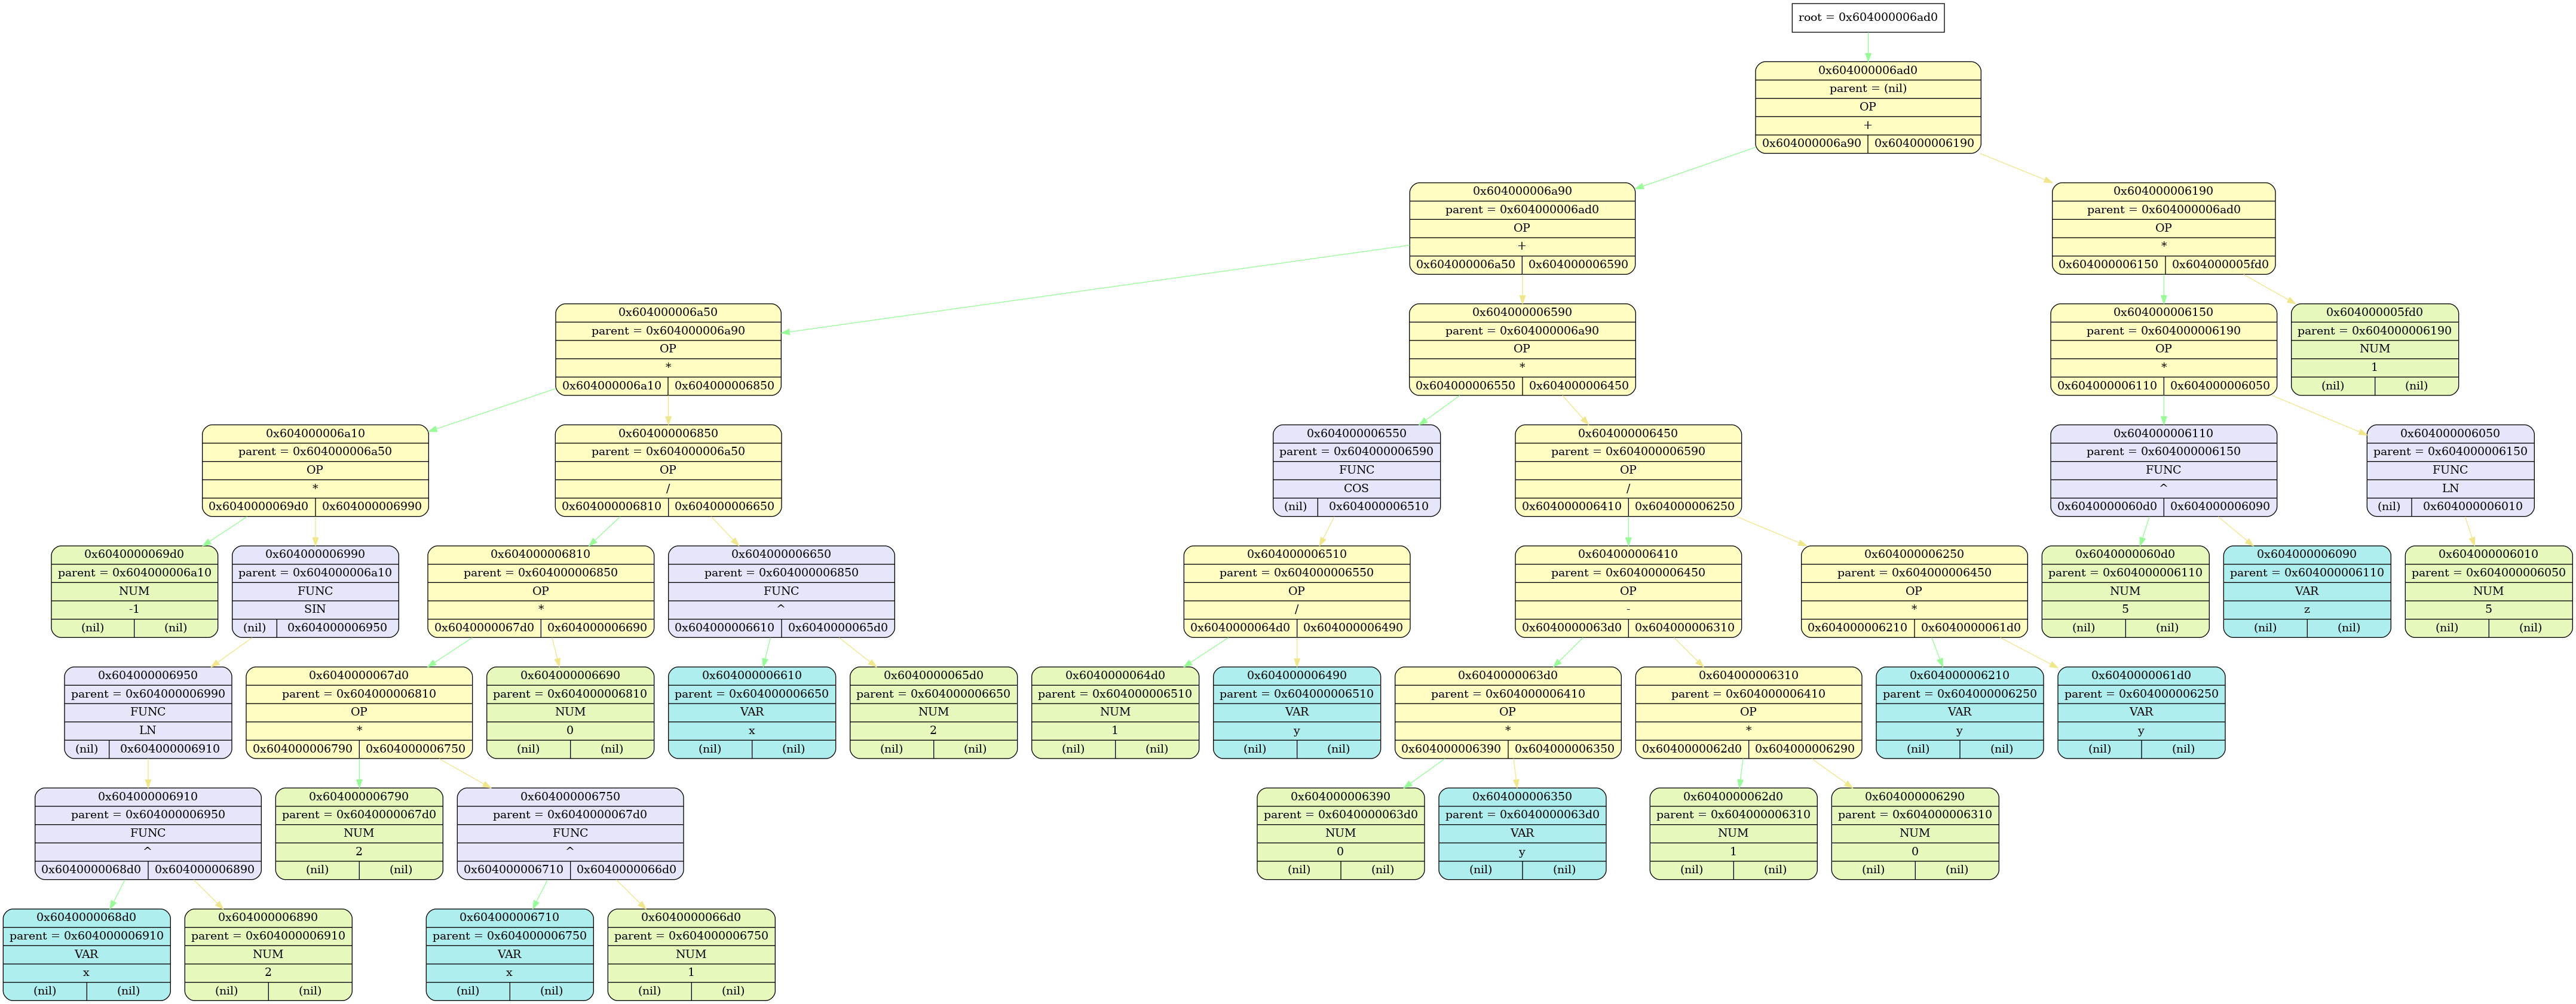 root = 0x604000006ad0
0x604000006ad0
parent = (nil)
OP
+
0x604000006a90 0x604000006190
0x604000006a90
parent = 0x604000006ad0
OP
+
0x604000006a50 0x604000006590
0x604000006190
parent = 0x604000006ad0
OP
*
0x604000006150 0x604000005fd0
0x604000006a50
parent = 0x604000006a90
OP
*
0x604000006a10 0x604000006850
0x604000006590
parent = 0x604000006a90
OP
*
0x604000006550 0x604000006450
0x604000006150
parent = 0x604000006190
OP
*
0x604000006110 0x604000006050
0x604000005fd0
parent = 0x604000006190
NUM
1
(nil) (nil)
0x604000006a10
parent = 0x604000006a50
OP
*
0x6040000069d0 0x604000006990
0x604000006850
parent = 0x604000006a50
OP
/
0x604000006810 0x604000006650
0x604000006550
parent = 0x604000006590
FUNC
COS
(nil) 0x604000006510
0x604000006450
parent = 0x604000006590
OP
/
0x604000006410 0x604000006250
0x604000006110
parent = 0x604000006150
FUNC
^
0x6040000060d0 0x604000006090
0x604000006050
parent = 0x604000006150
FUNC
LN
(nil) 0x604000006010
0x6040000069d0
parent = 0x604000006a10
NUM
-1
(nil) (nil)
0x604000006990
parent = 0x604000006a10
FUNC
SIN
(nil) 0x604000006950
0x604000006810
parent = 0x604000006850
OP
*
0x6040000067d0 0x604000006690
0x604000006650
parent = 0x604000006850
FUNC
^
0x604000006610 0x6040000065d0
0x604000006510
parent = 0x604000006550
OP
/
0x6040000064d0 0x604000006490
0x604000006410
parent = 0x604000006450
OP
-
0x6040000063d0 0x604000006310
0x604000006250
parent = 0x604000006450
OP
*
0x604000006210 0x6040000061d0
0x6040000060d0
parent = 0x604000006110
NUM
5
(nil) (nil)
0x604000006090
parent = 0x604000006110
VAR
z
(nil) (nil)
0x604000006010
parent = 0x604000006050
NUM
5
(nil) (nil)
0x604000006950
parent = 0x604000006990
FUNC
LN
(nil) 0x604000006910
0x6040000067d0
parent = 0x604000006810
OP
*
0x604000006790 0x604000006750
0x604000006690
parent = 0x604000006810
NUM
0
(nil) (nil)
0x604000006610
parent = 0x604000006650
VAR
x
(nil) (nil)
0x6040000065d0
parent = 0x604000006650
NUM
2
(nil) (nil)
0x6040000064d0
parent = 0x604000006510
NUM
1
(nil) (nil)
0x604000006490
parent = 0x604000006510
VAR
y
(nil) (nil)
0x6040000063d0
parent = 0x604000006410
OP
*
0x604000006390 0x604000006350
0x604000006310
parent = 0x604000006410
OP
*
0x6040000062d0 0x604000006290
0x604000006210
parent = 0x604000006250
VAR
y
(nil) (nil)
0x6040000061d0
parent = 0x604000006250
VAR
y
(nil) (nil)
0x604000006910
parent = 0x604000006950
FUNC
^
0x6040000068d0 0x604000006890
0x604000006790
parent = 0x6040000067d0
NUM
2
(nil) (nil)
0x604000006750
parent = 0x6040000067d0
FUNC
^
0x604000006710 0x6040000066d0
0x604000006390
parent = 0x6040000063d0
NUM
0
(nil) (nil)
0x604000006350
parent = 0x6040000063d0
VAR
y
(nil) (nil)
0x6040000062d0
parent = 0x604000006310
NUM
1
(nil) (nil)
0x604000006290
parent = 0x604000006310
NUM
0
(nil) (nil)
0x6040000068d0
parent = 0x604000006910
VAR
x
(nil) (nil)
0x604000006890
parent = 0x604000006910
NUM
2
(nil) (nil)
0x604000006710
parent = 0x604000006750
VAR
x
(nil) (nil)
0x6040000066d0
parent = 0x604000006750
NUM
1
(nil) (nil)